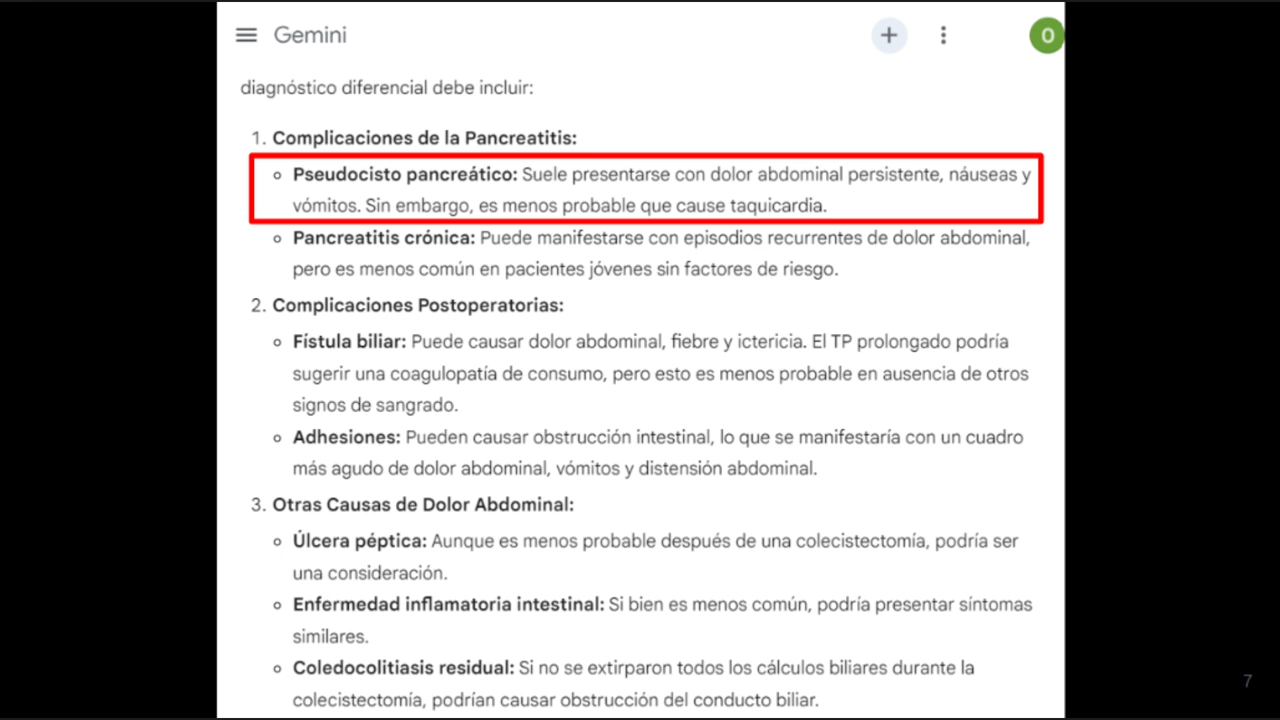 Gemini
O
diagnóstico diferencial debe incluir:
1. Complicaciones de la Pancreatitis:
Pseudocisto pancreático: Suele presentarse con dolor abdominal persistente, náuseas y
vómitos. Sin embargo, es menos probable que cause taquicardia.
Pancreatitis crónica: Puede manifestarse con episodios recurrentes de dolor abdominal,
pero es menos común en pacientes jóvenes sin factores de riesgo.
2. Complicaciones Postoperatorias:
Fístula biliar: Puede causar dolor abdominal, fiebre y ictericia. El TP prolongado podría
sugerir una coagulopatía de consumo, pero esto es menos probable en ausencia de otros
signos de sangrado.
Adhesiones: Pueden causar obstrucción intestinal, lo que se manifestaría con un cuadro
más agudo de dolor abdominal, vómitos y distensión abdominal.
3. Otras Causas de Dolor Abdominal:
Úlcera péptica: Aunque es menos probable después de una colecistectomía, podría ser
una consideración.
Enfermedad inflamatoria intestinal: Si bien es menos común, podría presentar síntomas
similares.
Coledocolitiasis residual: Si no se extirparon todos los cálculos biliares durante la
colecistectomía, podrían causar obstrucción del conducto biliar.
7